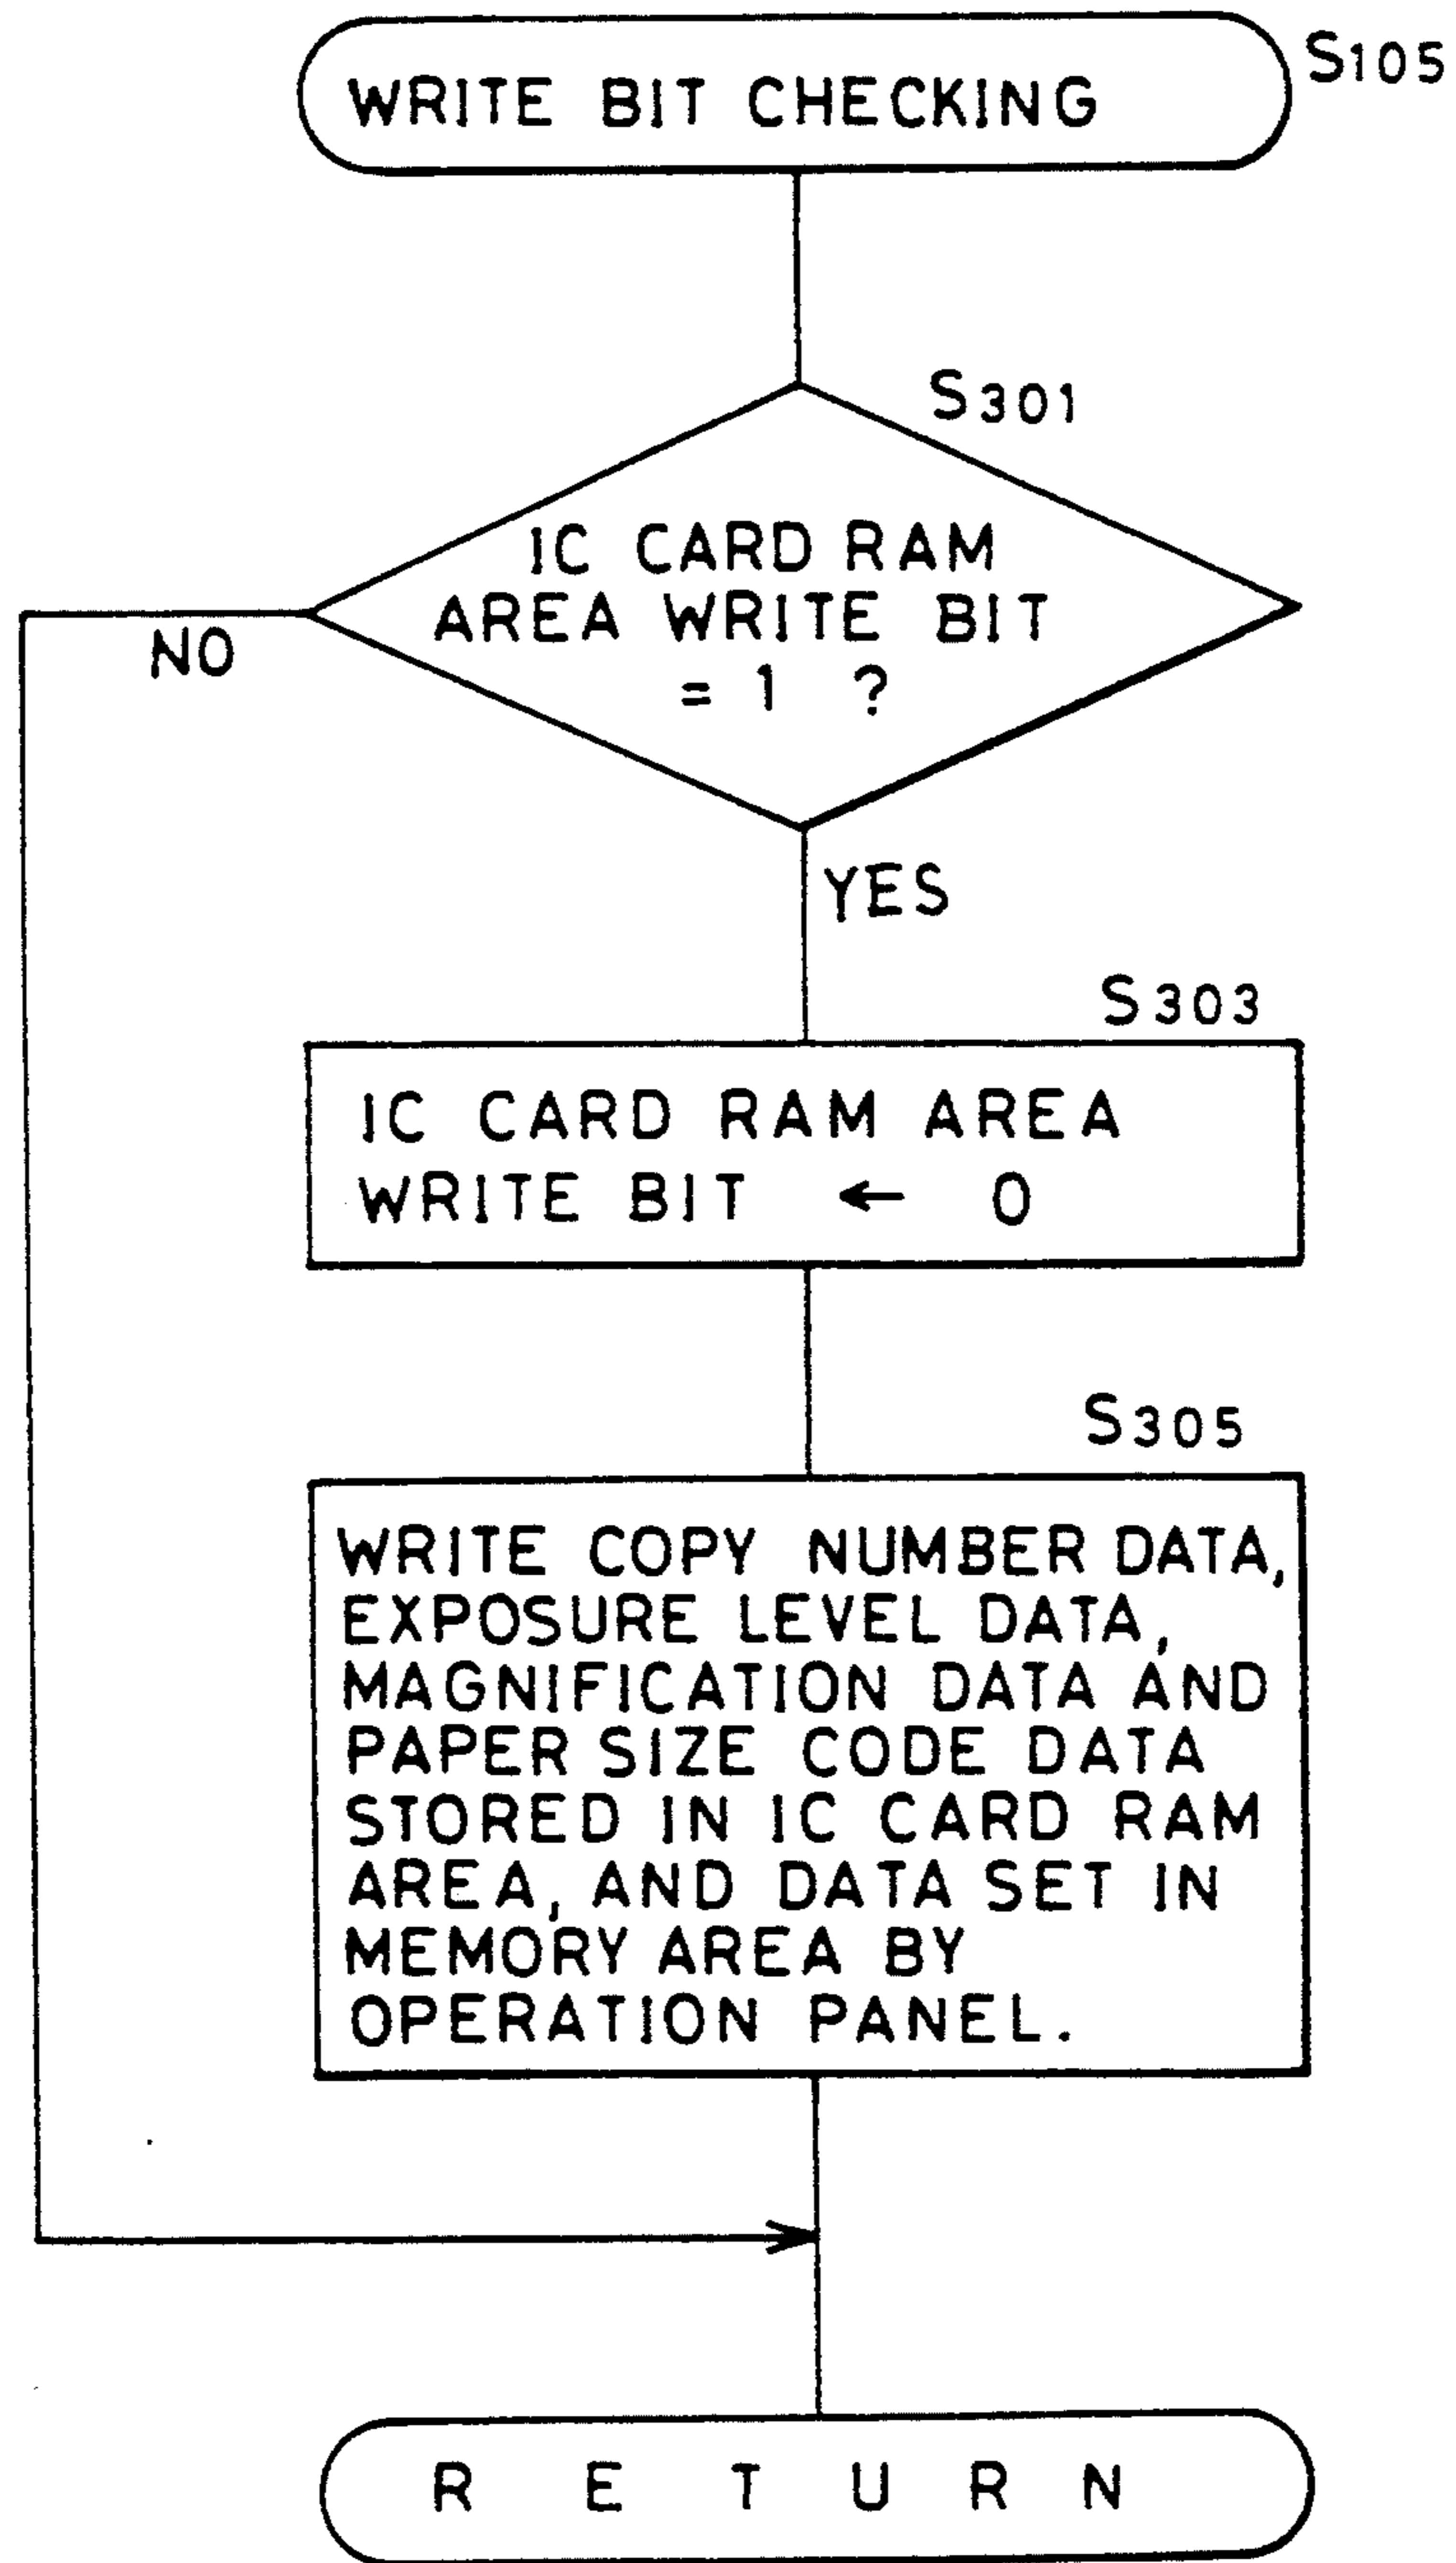 WRITE BIT CHECKING
S105
S301
IC CARD RAM
AREA WRITE BIT
= 1 ?
NO
YES
S303
IC CARD RAM AREA
WRITE BIT ← 0
S305
WRITE COPY NUMBER DATA,
EXPOSURE LEVEL DATA,
MAGNIFICATION DATA AND
PAPER SIZE CODE DATA
STORED IN IC CARD RAM
AREA, AND DATA SET IN
MEMORY AREA BY
OPERATION PANEL.
RETURN